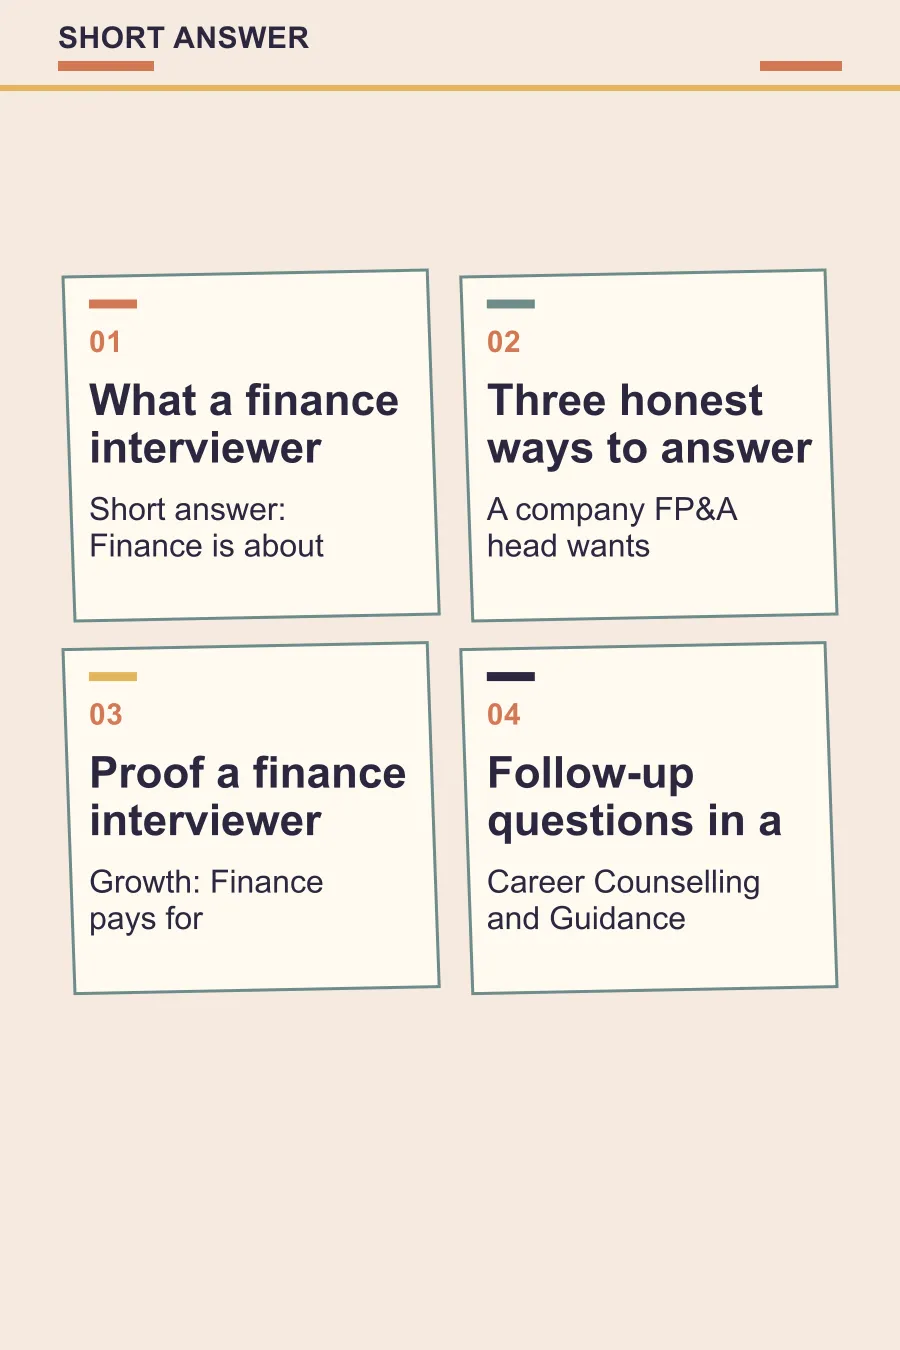 SHORT ANSWER
01
What a finance
interviewer
Short answer:
Finance is about
02
Three honest
ways to answer
A company FP&A
head wants
03
Proof a finance
interviewer
Growth: Finance
pays for
04
Follow-up
questions in a
Career Counselling
and Guidance